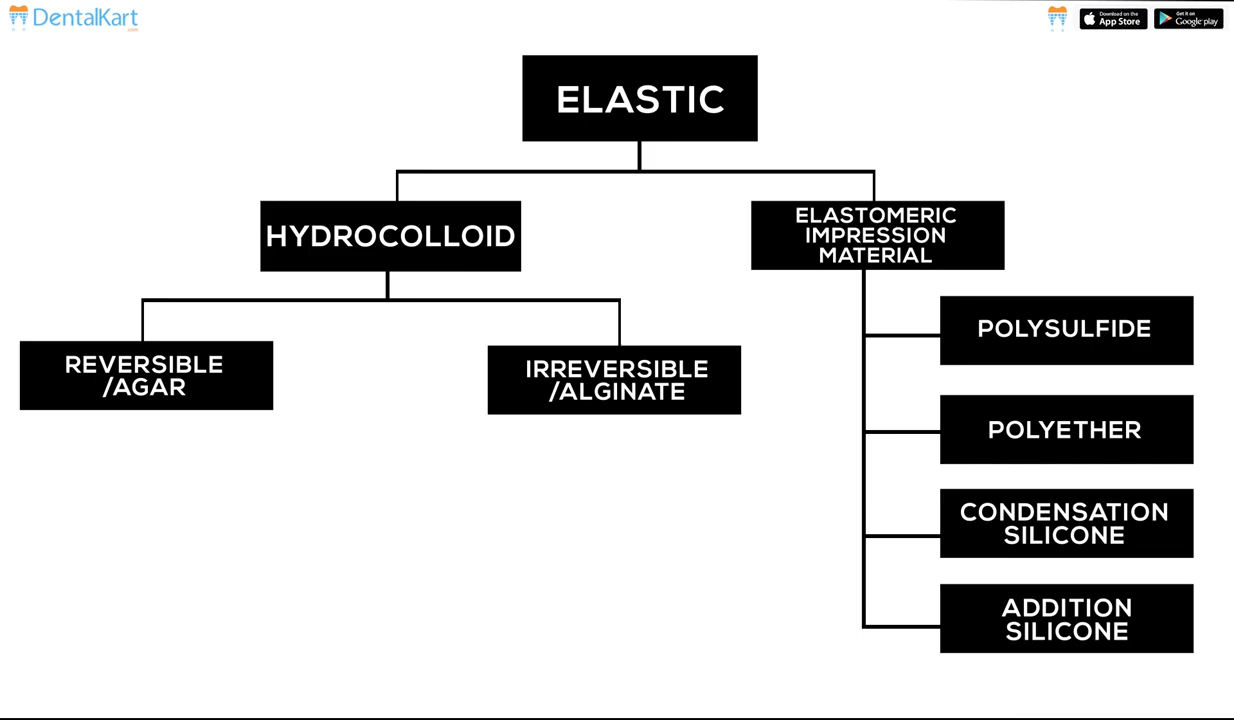 DentalKart
.com
Download on the
App Store
Get it on
Google play
ELASTIC
HYDROCOLLOID
ELASTOMERIC
IMPRESSION
MATERIAL
REVERSIBLE
/AGAR
IRREVERSIBLE
/ALGINATE
POLYSULFIDE
POLYETHER
CONDENSATION
SILICONE
ADDITION
SILICONE